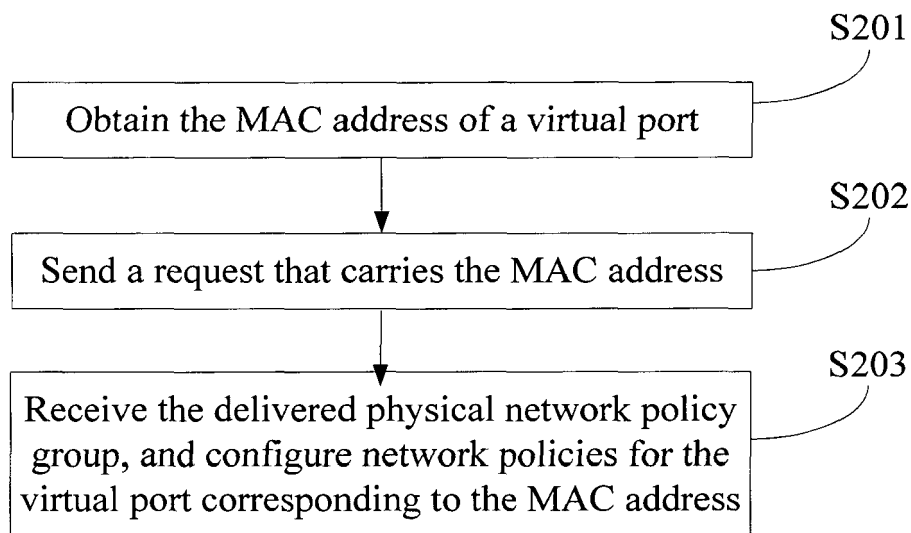 S201
Obtain the MAC address of a virtual port
S202
Send a request that carries the MAC address
S203
Receive the delivered physical network policy
group, and configure network policies for the
virtual port corresponding to the MAC address